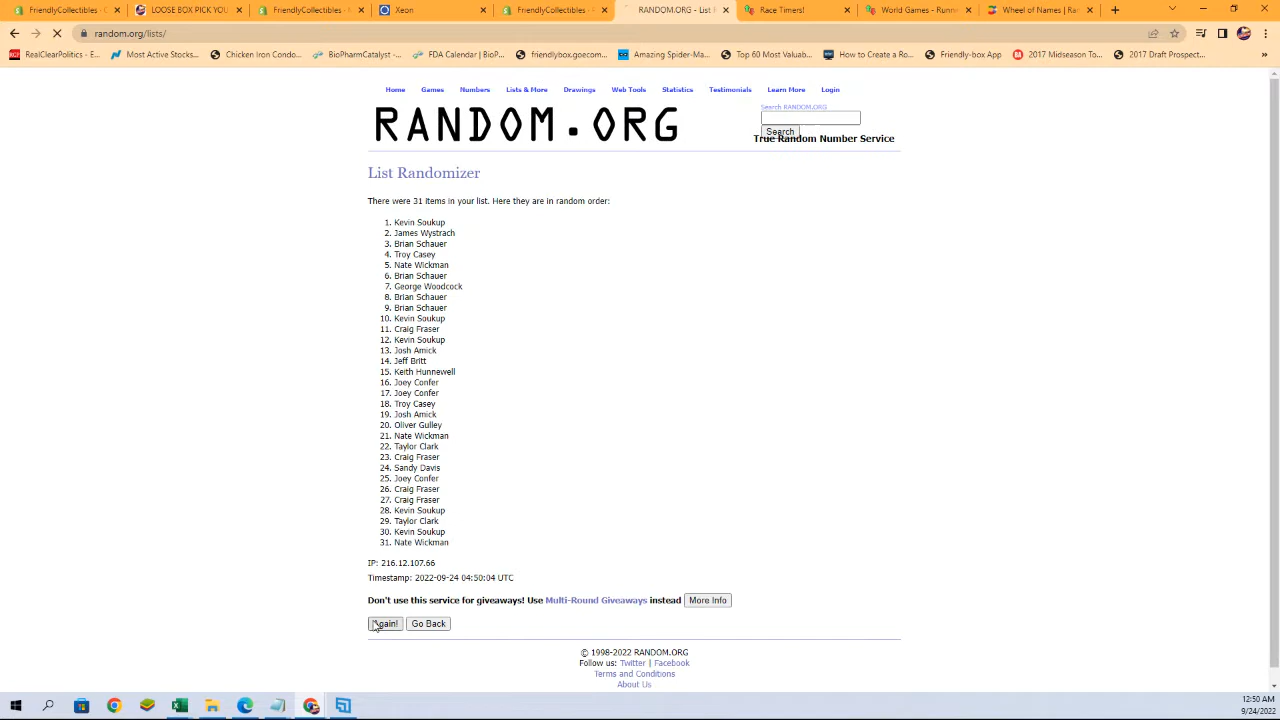 LOOSE BOX PICK YOU
Xeon
RANDOM.ORG - List
Race Timer!
World Games - Runn
Wheel of Names | Ra
random.org/lists/
RealClearPolitics - E...
Most Active Stocks...
Chicken Iron Condo...
BioPharmCatalyst -...
FDA Calendar | BioP...
friendlybox.goecom...
Amazing Spider-Ma...
Top 60 Most Valuab...
How to Create a Ro...
Friendly-box App
2017 Midseason To...
2017 Draft Prospect...
Home Games Numbers Lists & More Drawings Web Tools Statistics Testimonials Learn More Login
RANDOM.ORG
Search RANDOM.ORG
Search
True Random Number Service
List Randomizer
There were 31 items in your list. Here they are in random order:
1. Kevin Soukup
2. James Wystrach
3. Brian Schauer
4. Troy Casey
5. Nate Wickman
6. Brian Schauer
7. George Woodcock
8. Brian Schauer
9. Brian Schauer
10. Kevin Soukup
11. Craig Fraser
12. Kevin Soukup
13. Josh Amick
14. Jeff Britt
15. Keith Hunnewell
16. Joey Confer
17. Joey Confer
18. Troy Casey
19. Josh Amick
20. Oliver Gulley
21. Nate Wickman
22. Taylor Clark
23. Craig Fraser
24. Sandy Davis
25. Joey Confer
26. Craig Fraser
27. Craig Fraser
28. Kevin Soukup
29. Taylor Clark
30. Kevin Soukup
31. Nate Wickman
IP: 216.12.107.66
Timestamp: 2022-09-24 04:50:04 UTC
Don't use this service for giveaways! Use Multi-Round Giveaways instead More Info
Again! Go Back
© 1998-2022 RANDOM.ORG
Follow us: Twitter | Facebook
Terms and Conditions
About Us
12:50 AM
9/24/2022